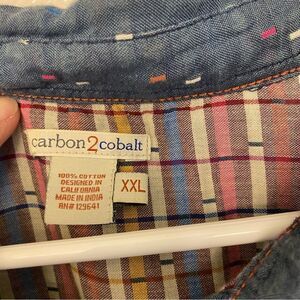 carbon2cobalt
100% COTTON
DESIGNED IN
CALIFORNIA
MADE IN INDIA
RN# 129641
XXL